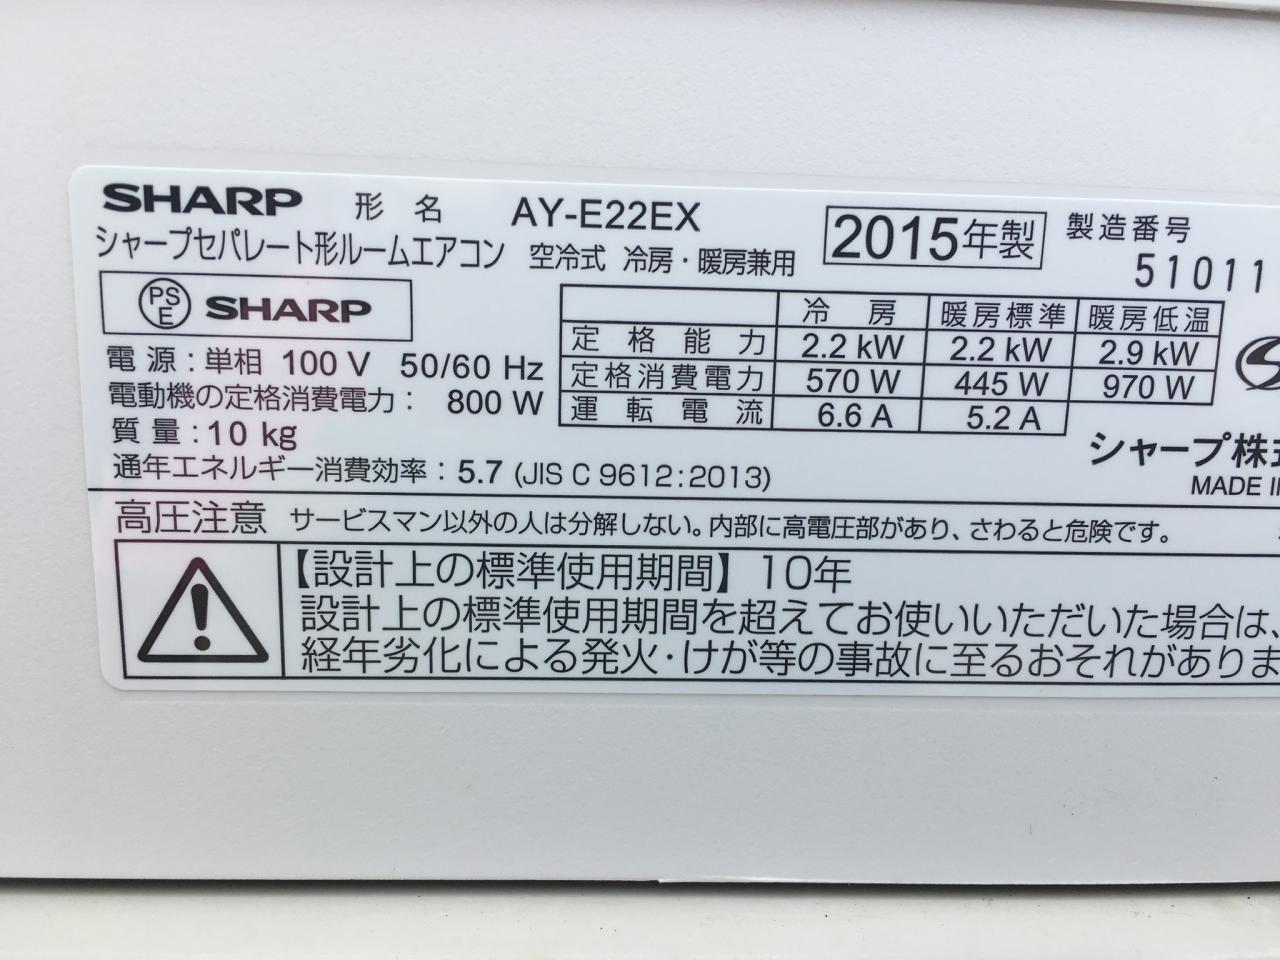 SHARP 形名 AY-E22EX 2015年製 製造番号
シャープセパレート形ルームエアコン 空冷式 冷房・暖房兼用 51011
PS E SHARP
冷房 暖房標準 暖房低温
定格能力 2.2 kW 2.2 kW 2.9 kW
定格消費電力 570 W 445 W 970 W
運転電流 6.6 A 5.2 A
電源:単相 100 V 50/60 Hz
電動機の定格消費電力: 800 W
質量:10 kg
通年エネルギー消費効率:5.7 (JIS C 9612:2013)
シャープ株
MADE
高圧注意 サービスマン以外の人は分解しない。内部に高電圧部があり、さわると危険です。
【設計上の標準使用期間】10年
設計上の標準使用期間を超えてお使いいただいた場合は、
経年劣化による発火・けが等の事故に至るおそれがありま